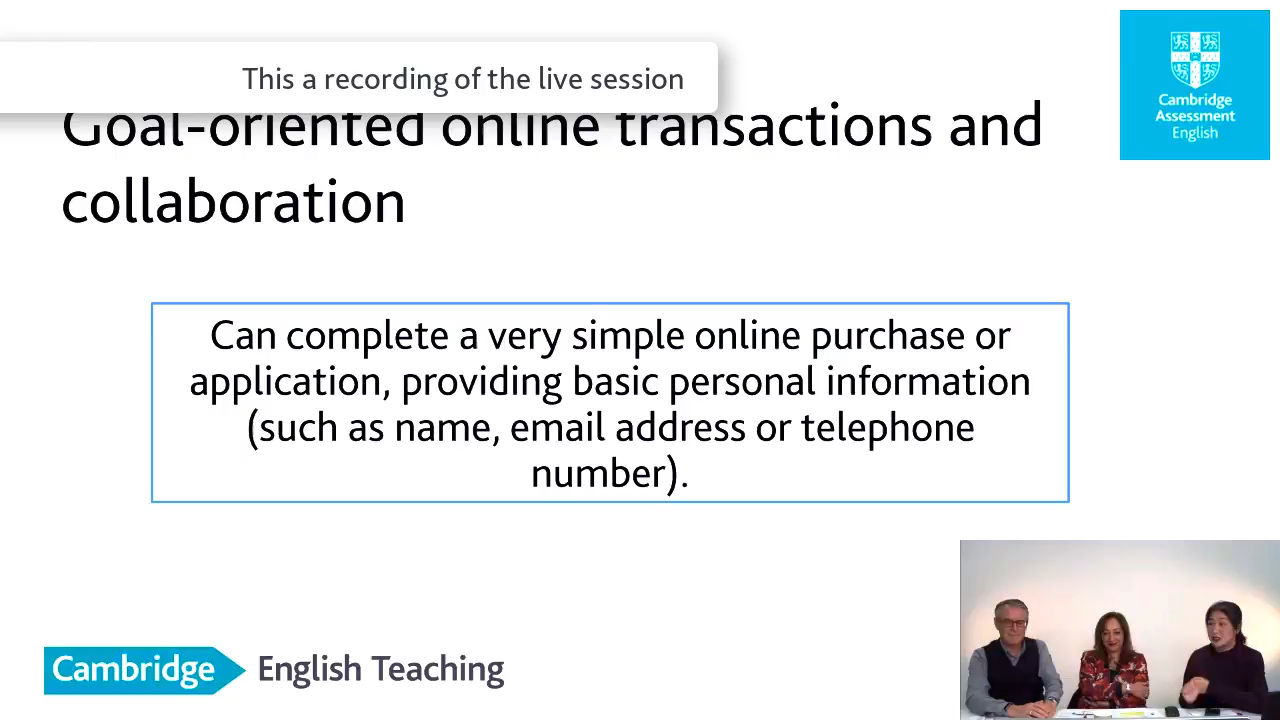 This a recording of the live session
Goal-oriented online transactions and
collaboration
Cambridge
Assessment
English
Can complete a very simple online purchase or
application, providing basic personal information
(such as name, email address or telephone
number).
Cambridge English Teaching